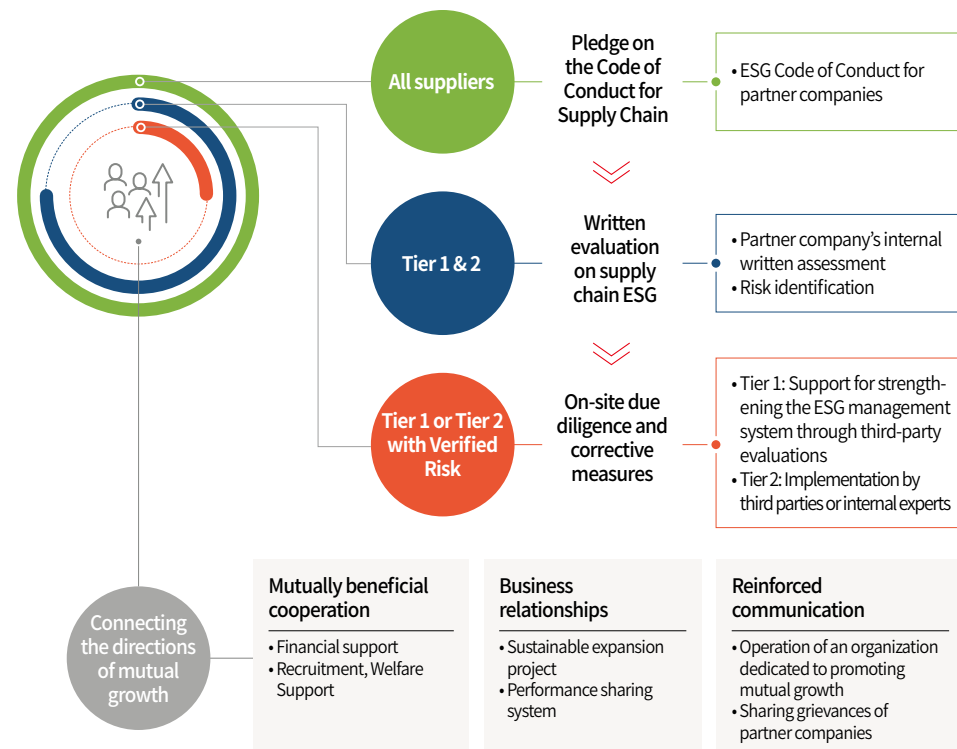 All suppliers
Pledge on
the Code of
Conduct for
Supply Chain
• ESG Code of Conduct for
partner companies
Tier 1 & 2
Written
evaluation
on supply
chain ESG
• Partner company's internal
written assessment
• Risk identification
Tier 1 or Tier 2
with Verified
Risk
On-site due
diligence and
corrective
measures
• Tier 1: Support for strength-
ening the ESG management
system through third-party
evaluations
• Tier 2: Implementation by
third parties or internal experts
Connecting
the directions
of mutual
growth
Mutually beneficial
cooperation
• Financial support
• Recruitment, Welfare
Support
Business
relationships
• Sustainable expansion
project
• Performance sharing
system
Reinforced
communication
• Operation of an organization
dedicated to promoting
mutual growth
• Sharing grievances of
partner companies